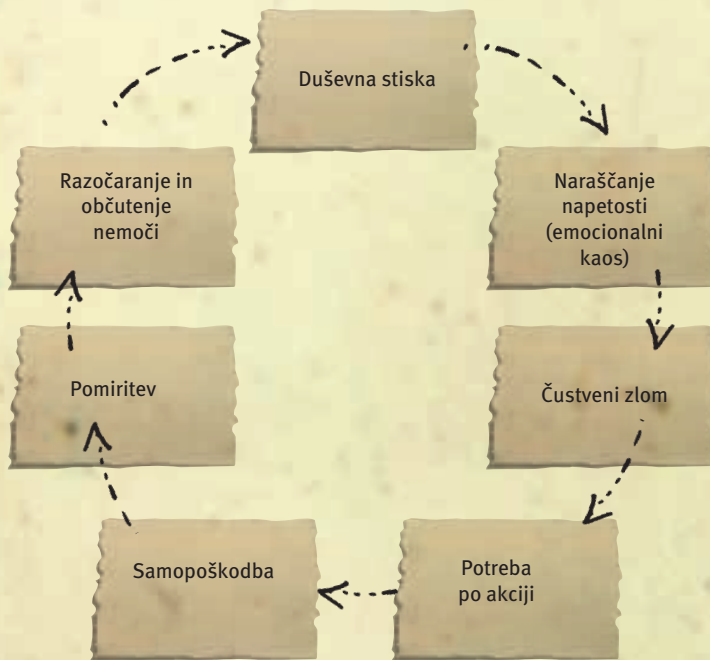 Duševna stiska
Naraščanje
napetosti
(emocionalni
kaos)
Čustveni zlom
Potreba
po akciji
Samopoškodba
Pomiritev
Razočaranje in
občutenje
nemoči